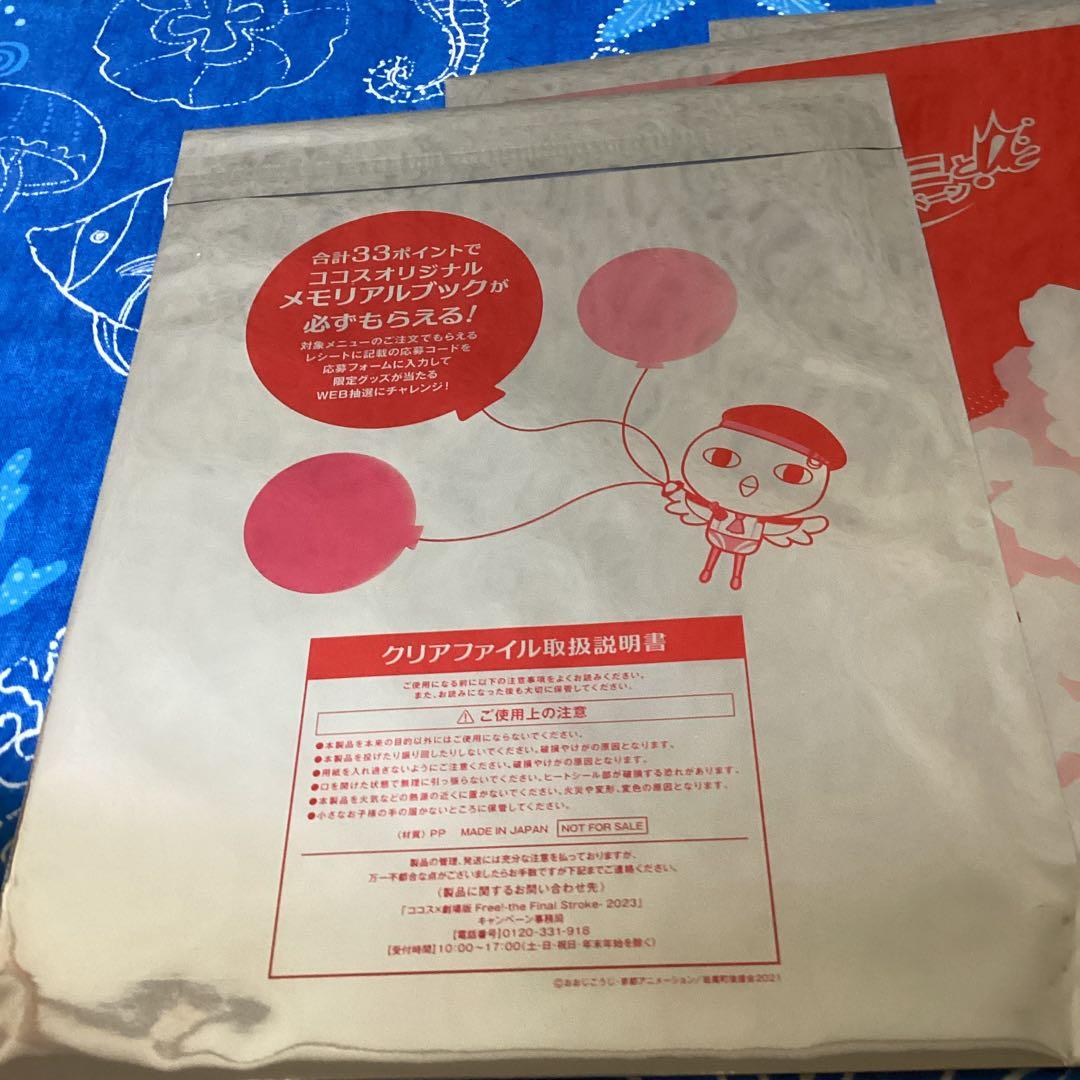 合計33ポイントで
ココスオリジナル
メモリアルブックが
必ずもらえる!
対象メニューのご注文でもらえる
レシートに記載の応募コードを
応募フォームに入力して
限定グッズが当たる
WEB抽選にチャレンジ!
クリアファイル取扱説明書
ご使用になる前に以下の注意事項をよくお読みください。
また、お読みになった後も大切に保管してください。
ご使用上の注意
●本製品を本来の目的以外にはご使用にならないでください。
●本製品を投げたり振り回したりしないでください。破損やけがの原因となります。
●用紙を入れ過ぎないようにご注意ください。破損やけがの原因となります。
●口を開けた状態で無理に引っ張らないでください。ヒートシール部が破損する恐れがあります。
●本製品を火気などの熱源の近くに置かないでください。火災や変形、変色の原因となります。
●小さなお子様の手の届かないところに保管してください。
(材質)PP MADE IN JAPAN NOT FOR SALE
製品の管理、発送には充分な注意を払っておりますが、
万一不都合な点がございましたらお手数ですが下記までご連絡ください。
(製品に関するお問い合わせ先)
「ココス×劇場版 Free!-the Final Stroke- 2023」
キャンペーン事務局
【電話番号】0120-331-918
【受付時間】10:00~17:00(土・日・祝日・年末年始を除く)
©おおじこうじ・京都アニメーション/岩鳶町後援会2021